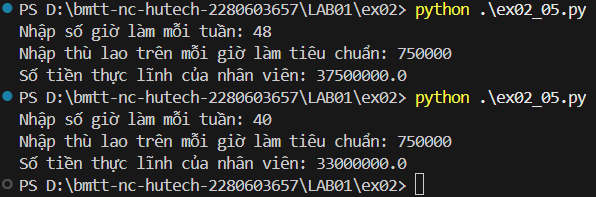 PS D:\bmtt-nc-hutech-2280603657\LAB01\ex02> python .\ex02_05.py
Nhập số giờ làm mỗi tuần: 48
Nhập thù lao trên mỗi giờ làm tiêu chuẩn: 750000
Số tiền thực lĩnh của nhân viên: 37500000.0
PS D:\bmtt-nc-hutech-2280603657\LAB01\ex02> python .\ex02_05.py
Nhập số giờ làm mỗi tuần: 40
Nhập thù lao trên mỗi giờ làm tiêu chuẩn: 750000
Số tiền thực lĩnh của nhân viên: 33000000.0
PS D:\bmtt-nc-hutech-2280603657\LAB01\ex02>